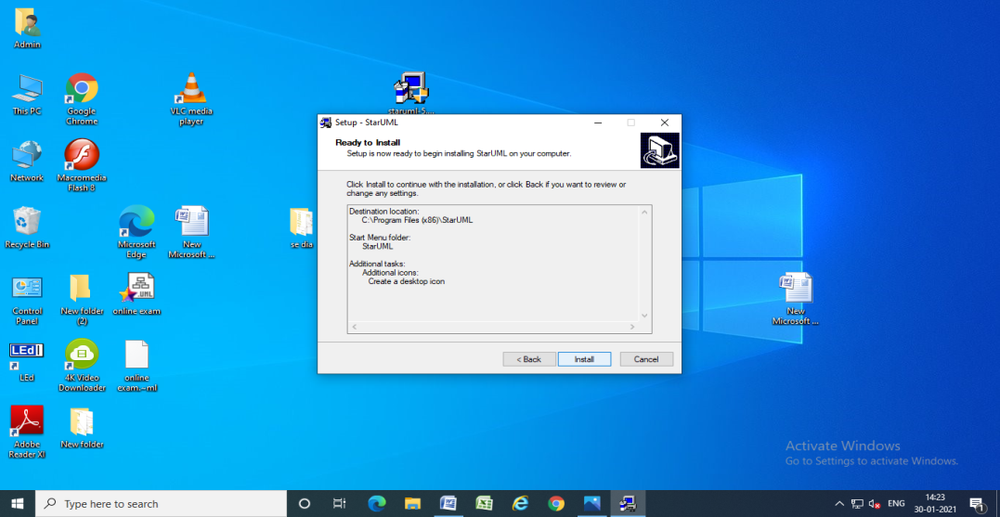 Admin
This PC
Google
Chrome
VLC media
player
staruml-5....
Network
Macromedia
Flash 8
Recycle Bin
Microsoft
Edge
New
Microsoft ...
se dia
Control
Panel
New folder
(2)
UML
online exam
LEd
LEd
4K Video
Downloader
online
exam.~ml
Adobe
Reader XI
New folder
Setup - StarUML
Ready to Install
Setup is now ready to begin installing StarUML on your computer.
Click Install to continue with the installation, or click Back if you want to review or
change any settings.
Destination location:
C:\Program Files (x86)\StarUML
Start Menu folder:
StarUML
Additional tasks:
Additional icons:
Create a desktop icon
< Back
Install
Cancel
New
Microsoft ...
Activate Windows
Go to Settings to activate Windows.
Type here to search
ENG
14:23
30-01-2021
1